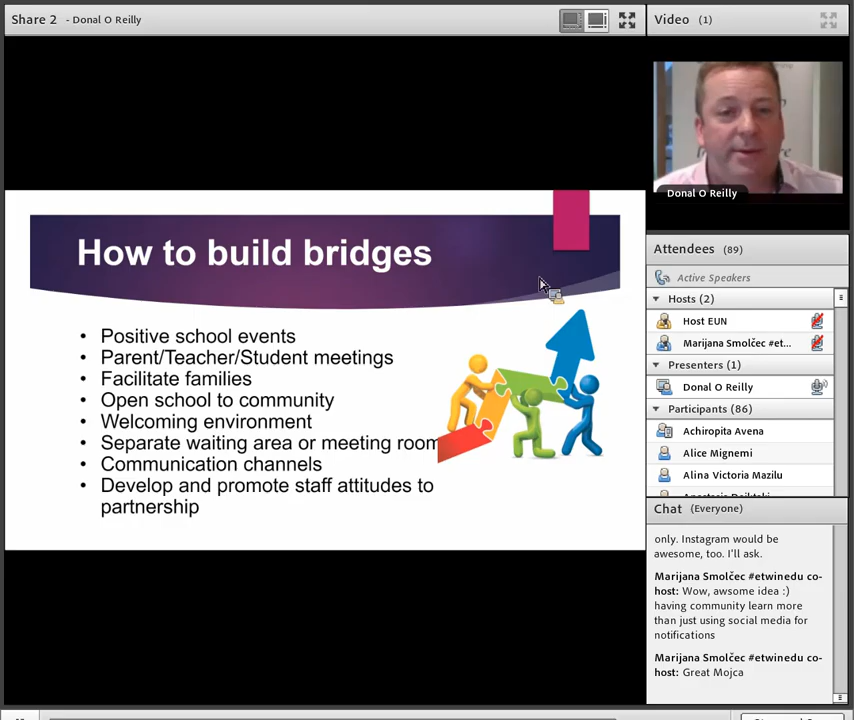 Share 2 - Donal O Reilly
Video (1)
Donal O Reilly
How to build bridges
• Positive school events
• Parent/Teacher/Student meetings
• Facilitate families
• Open school to community
• Welcoming environment
• Separate waiting area or meeting room
• Communication channels
• Develop and promote staff attitudes to
partnership
Attendees (89)
Active Speakers
Hosts (2)
Host EUN
Marijana Smolčec #et...
Presenters (1)
Donal O Reilly
Participants (86)
Achiropita Avena
Alice Mignemi
Alina Victoria Mazilu
Chat (Everyone)
only. Instagram would be
awesome, too. I'll ask.
Marijana Smolčec #etwinedu co-
host: Wow, awsome idea :)
having community learn more
than just using social media for
notifications
Marijana Smolčec #etwinedu co-
host: Great Mojca